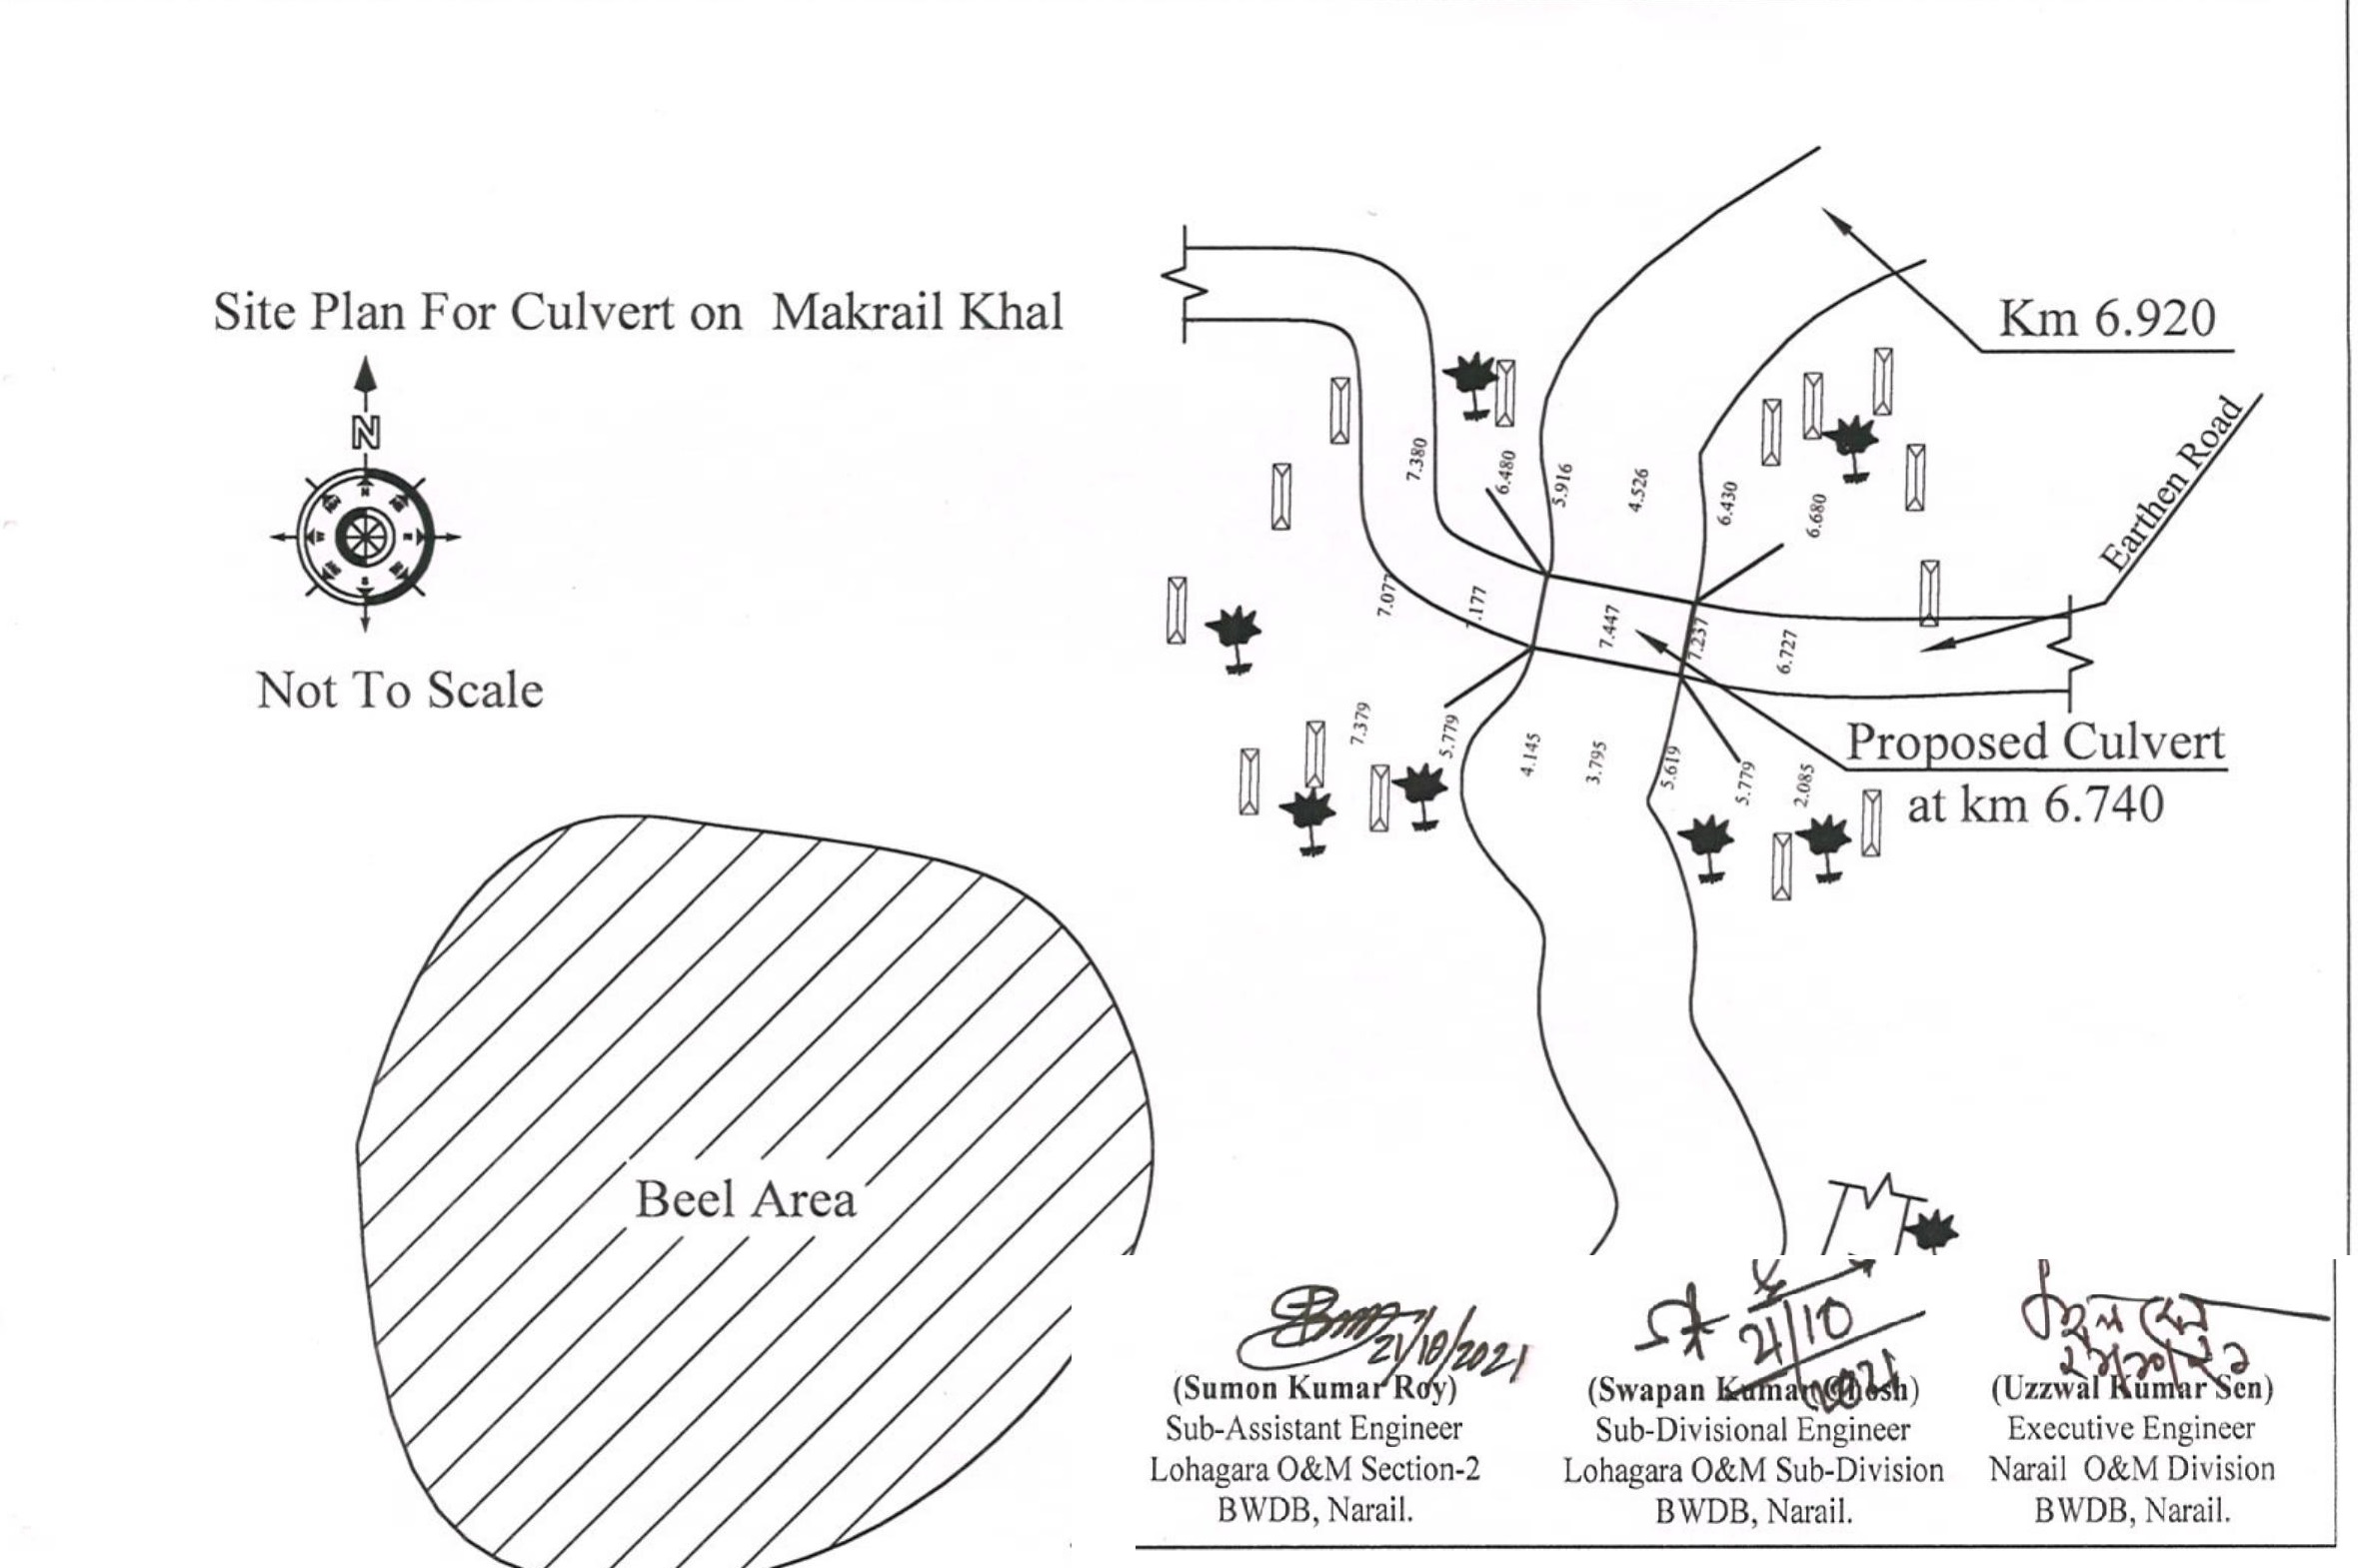 Site Plan For Culvert on Makrail Khal
N
Not To Scale
Km 6.920
Earthen Road
7.380
6.480
5.916
4.526
6.430
6.680
7.077
.177
7.447
7.237
6.727
7.379
5.779
4.145
3.795
5.619
5.779
2.085
Proposed Culvert
at km 6.740
Beel Area
21/10/2021
21/10
2021
(Sumon Kumar Roy)
Sub-Assistant Engineer
Lohagara O&M Section-2
BWDB, Narail.
(Swapan Kumar Ghosh)
Sub-Divisional Engineer
Lohagara O&M Sub-Division
BWDB, Narail.
(Uzzwal Kumar Sen)
Executive Engineer
Narail O&M Division
BWDB, Narail.